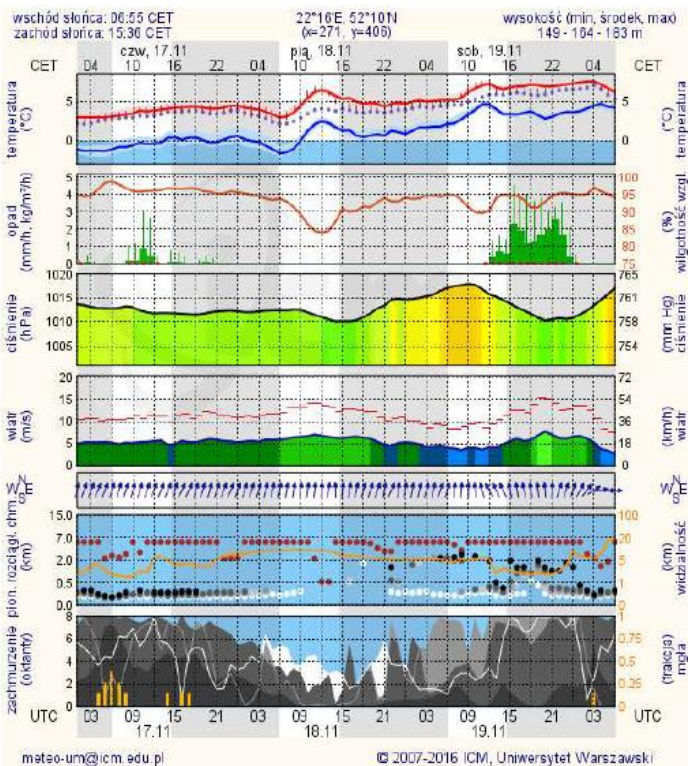 wschód słońca: 06:55 CET 22°16'E, 52°10'N wysokość (min, środek, max)
zachód słońca: 15:36 CET (x=271, y=406) 149 - 164 - 183 m
czw, 17.11 pią, 18.11 sob, 19.11
CET 04 10 16 22 04 10 16 22 04 10 16 22 04 CET
temperatura (°C) 5 0 5 0 temperatura (°C)
opad (mm/h, kg/m²/h) 5 4 3 2 1 0 100 95 90 85 80 75 (%) wilgotność wzgl.
ciśnienie (hPa) 1020 1015 1010 1005 765 761 758 754 (mm Hg) ciśnienie
wiatr (m/s) 20 15 10 5 0 72 54 36 18 0 (km/h) wiatr
W N E S W N E S
pion. rozciągł. chm. (km) 15.0 7.0 2.0 0.5 0.0 100 20 5 1 0 (km) widzialność
zachmurzenie (oktantr) 8 6 4 2 0 1 0.75 0.5 0.25 0 (frakcja) mgła
UTC 03 09 15 21 03 09 15 21 03 09 15 21 03 UTC
17.11 18.11 19.11
meteo-um@icm.edu.pl © 2007-2016 ICM, Uniwersytet Warszawski